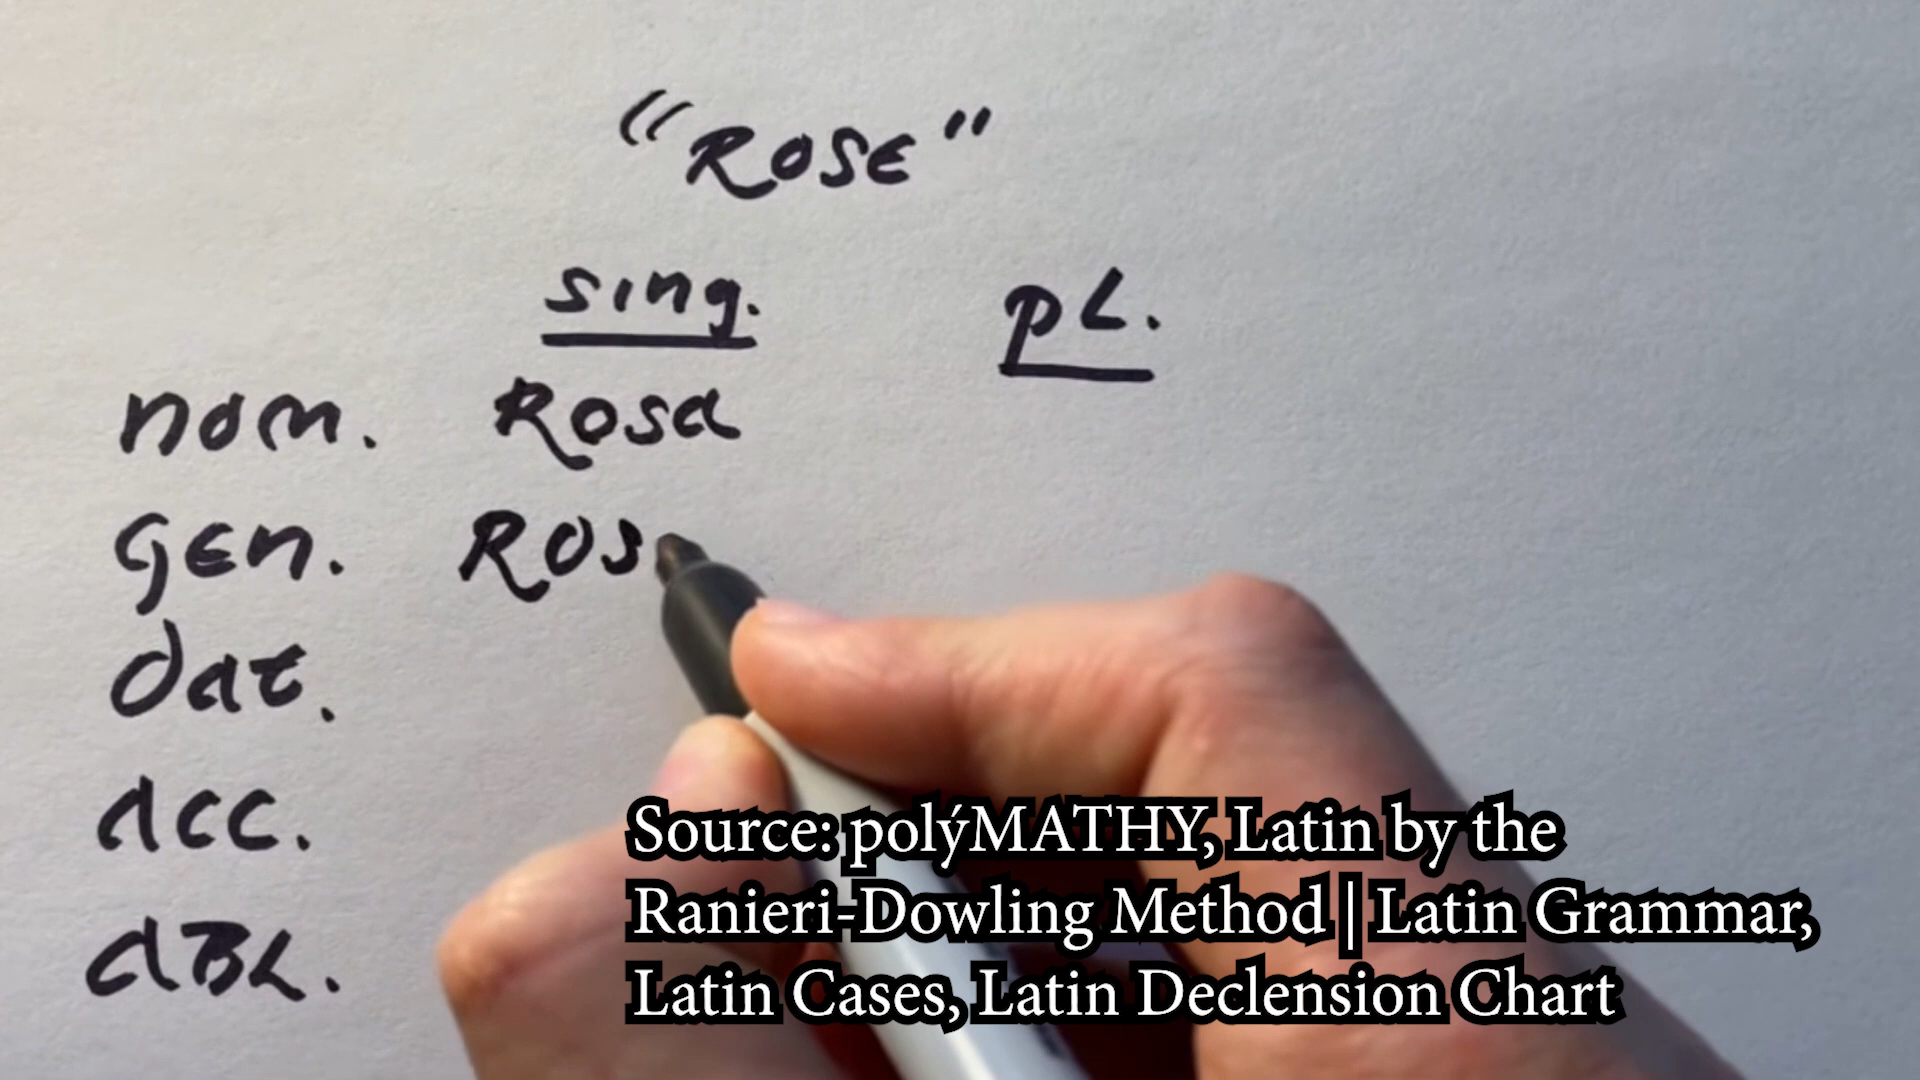 "ROSE"
sing. pL.
nom. Rosa
gen. ROS
dat.
acc.
aBL.
Source: polýMATHY, Latin by the
Ranieri-Dowling Method | Latin Grammar,
Latin Cases, Latin Declension Chart